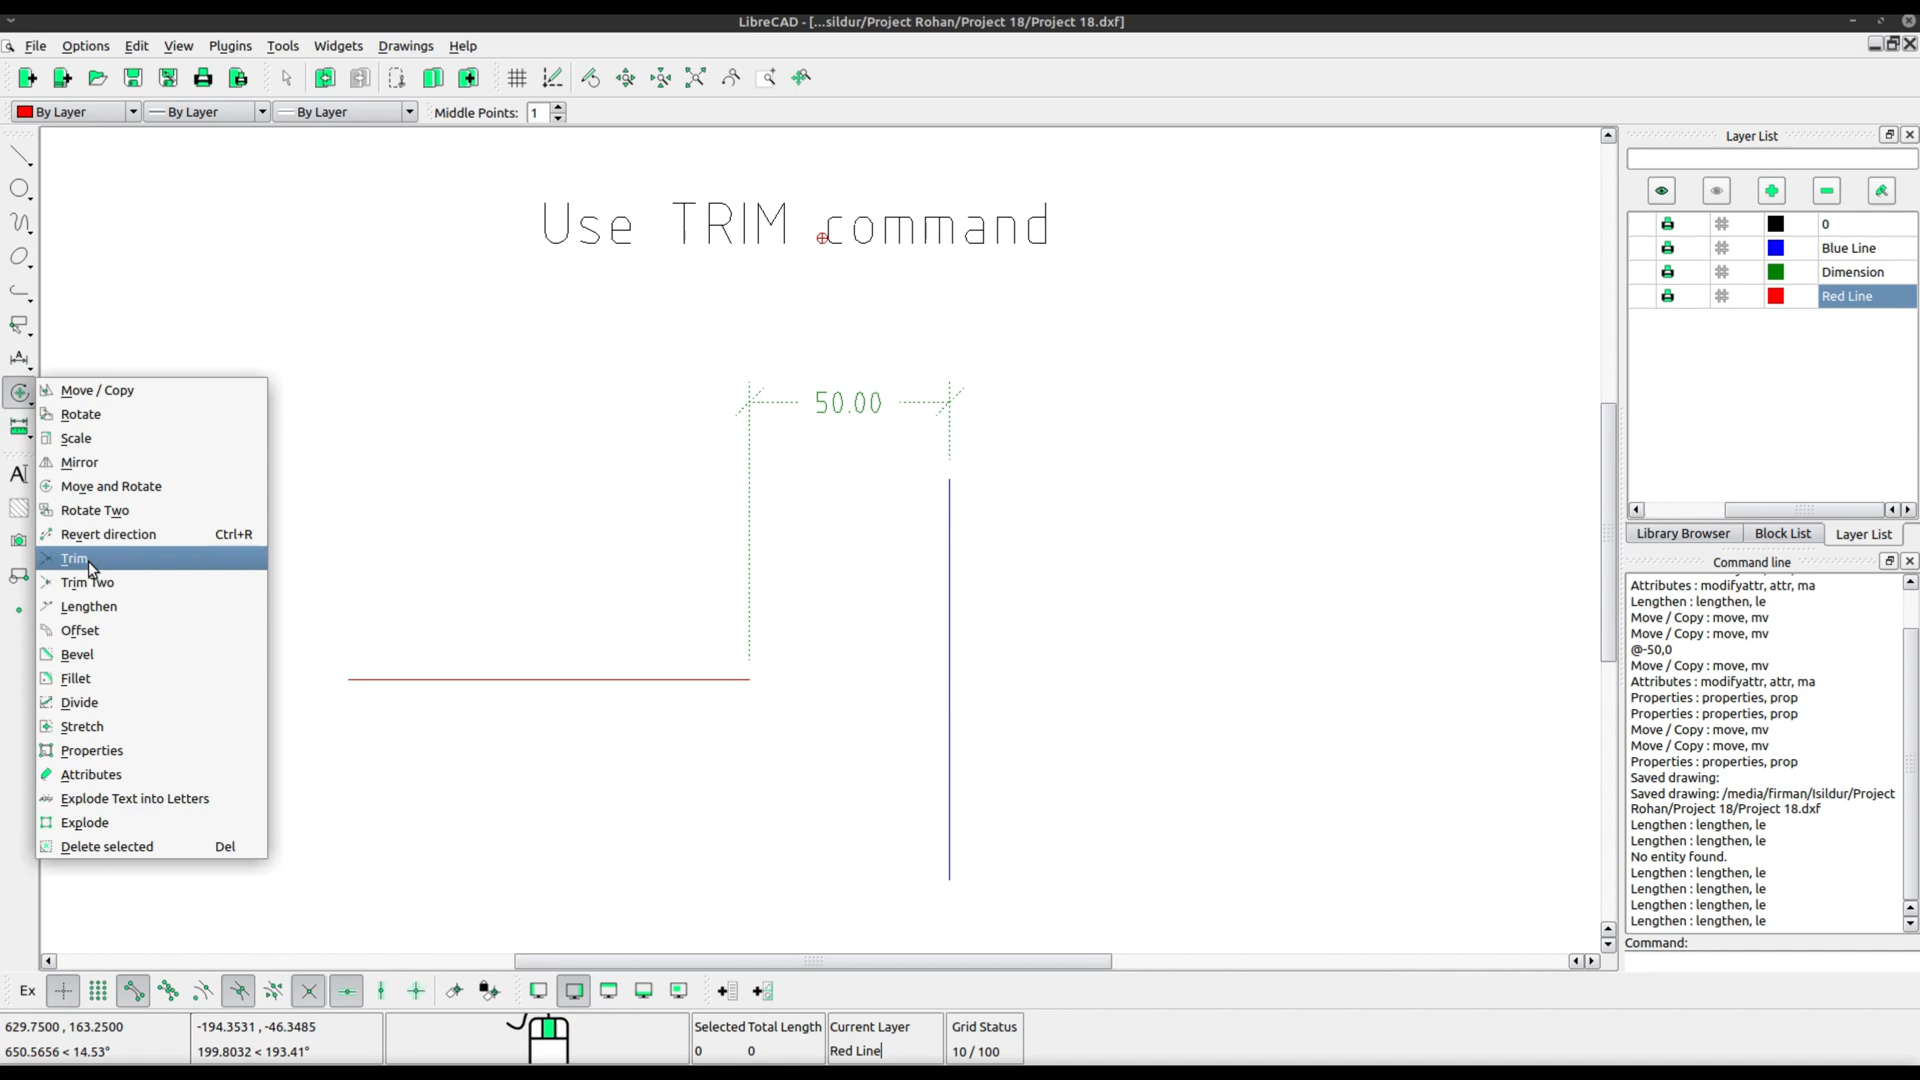 LibreCAD - [...sildur/Project Rohan/Project 18/Project 18.dxf]
File Options Edit View Plugins Tools Widgets Drawings Help
By Layer By Layer By Layer Middle Points: 1
Layer List
Use TRIM command
0
Blue Line
Dimension
Red Line
50.00
Move / Copy
Rotate
Scale
Mirror
Move and Rotate
Rotate Two
Revert direction Ctrl+R
Trim
Trim Two
Lengthen
Offset
Bevel
Fillet
Divide
Stretch
Properties
Attributes
Explode Text into Letters
Explode
Delete selected Del
Library Browser Block List Layer List
Command line
Attributes : modifyattr, attr, ma
Lengthen : lengthen, le
Move / Copy : move, mv
Move / Copy : move, mv
@-50,0
Move / Copy : move, mv
Attributes : modifyattr, attr, ma
Properties : properties, prop
Properties : properties, prop
Move / Copy : move, mv
Move / Copy : move, mv
Properties : properties, prop
Saved drawing:
Saved drawing: /media/firman/Isildur/Project
Rohan/Project 18/Project 18.dxf
Lengthen : lengthen, le
Lengthen : lengthen, le
No entity found.
Lengthen : lengthen, le
Lengthen : lengthen, le
Lengthen : lengthen, le
Lengthen : lengthen, le
Command:
Ex
629.7500 , 163.2500 -194.3531 , -46.3485 Selected Total Length Current Layer Grid Status
650.5656 < 14.53° 199.8032 < 193.41° 0 0 Red Line 10 / 100